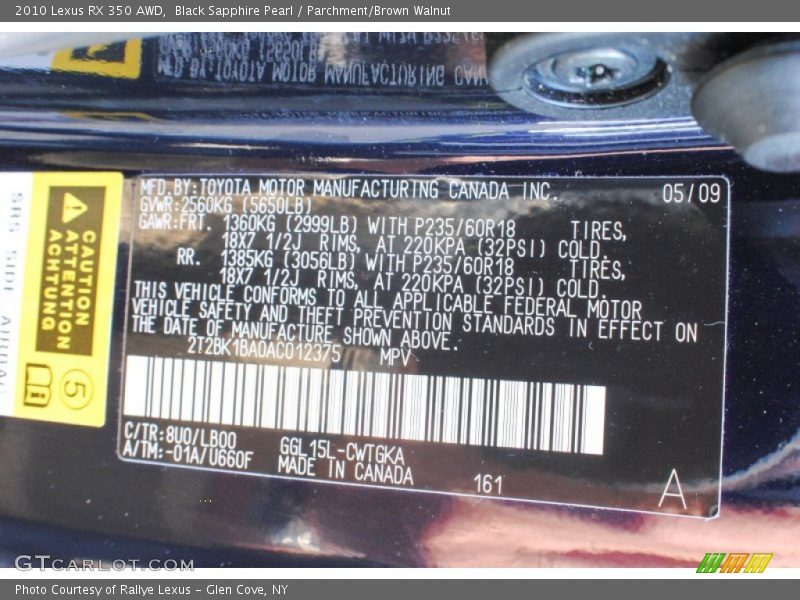 2010 Lexus RX 350 AWD, Black Sapphire Pearl / Parchment/Brown Walnut
MFD.BY:TOYOTA MOTOR MANUFACTURING CANADA INC. 05/09
GVWR:2560KG (5650LB)
GAWR:FRT. 1360KG (2999LB) WITH P235/60R18 TIRES,
18X7 1/2J RIMS, AT 220KPA (32PSI) COLD.
RR. 1385KG (3056LB) WITH P235/60R18 TIRES,
18X7 1/2J RIMS, AT 220KPA (32PSI) COLD.
THIS VEHICLE CONFORMS TO ALL APPLICABLE FEDERAL MOTOR
VEHICLE SAFETY AND THEFT PREVENTION STANDARDS IN EFFECT ON
THE DATE OF MANUFACTURE SHOWN ABOVE.
2T2BK1BA0AC012375 MPV
C/TR:8U0/LB00 GGL15L-CWTGKA
A/TM:-01A/U660F MADE IN CANADA 161 A
CAUTION
ATTENTION
ACHTUNG
5
SRS SIDE AIRBAG
GTCarLot.com
Photo Courtesy of Rallye Lexus - Glen Cove, NY